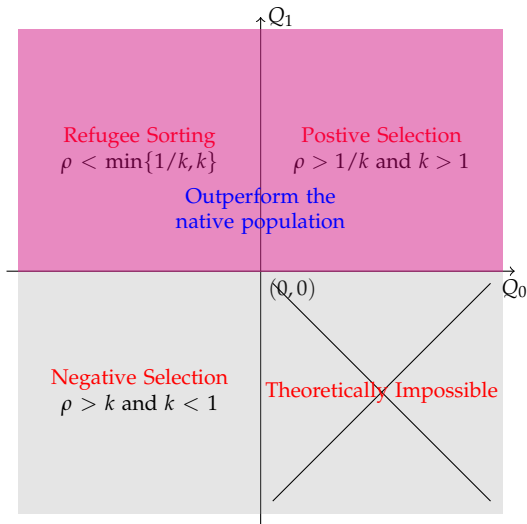 Q₁
Refugee Sorting
ρ < min{1/k, k}
Postive Selection
ρ > 1/k and k > 1
Outperform the
native population
(0, 0)
Q₀
Negative Selection
ρ > k and k < 1
Theoretically Impossible